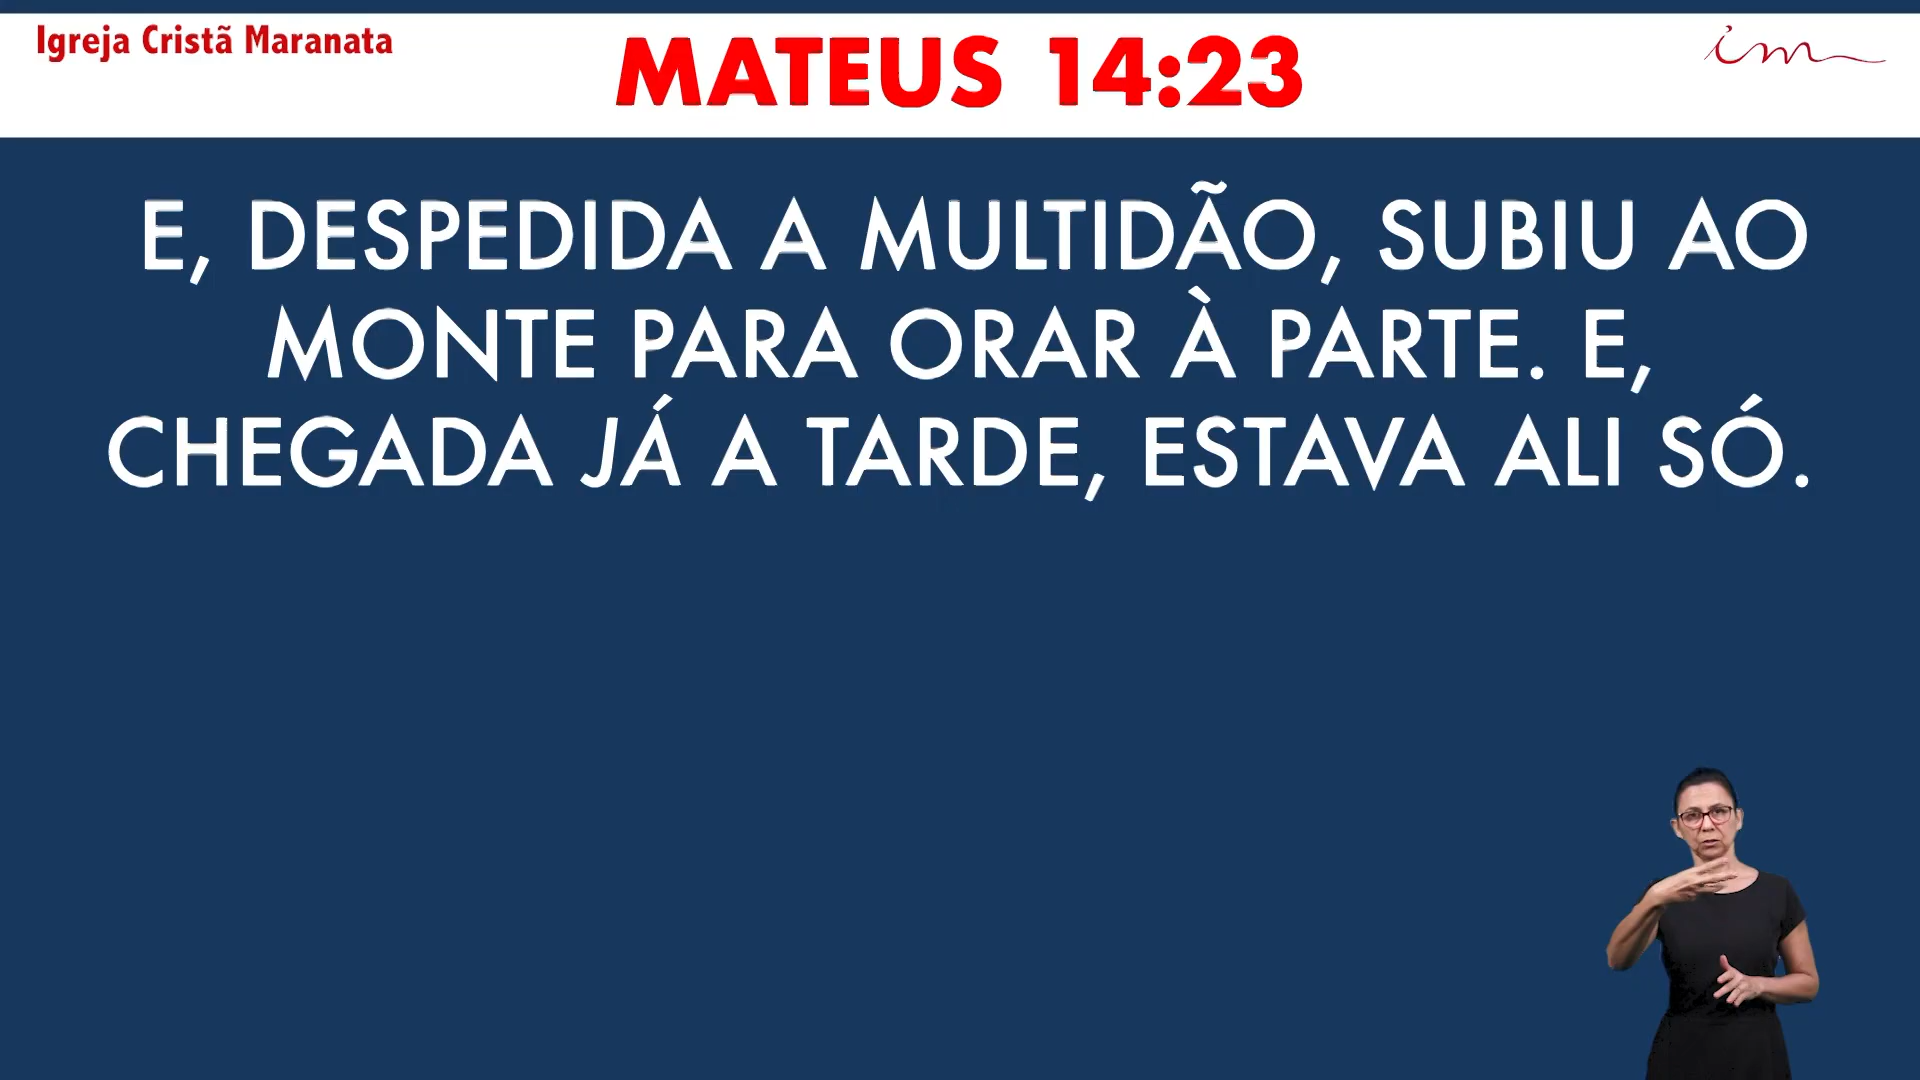 Igreja Cristã Maranata
MATEUS 14:23
im
E, DESPEDIDA A MULTIDÃO, SUBIU AO
MONTE PARA ORAR À PARTE. E,
CHEGADA JÁ A TARDE, ESTAVA ALI SÓ.